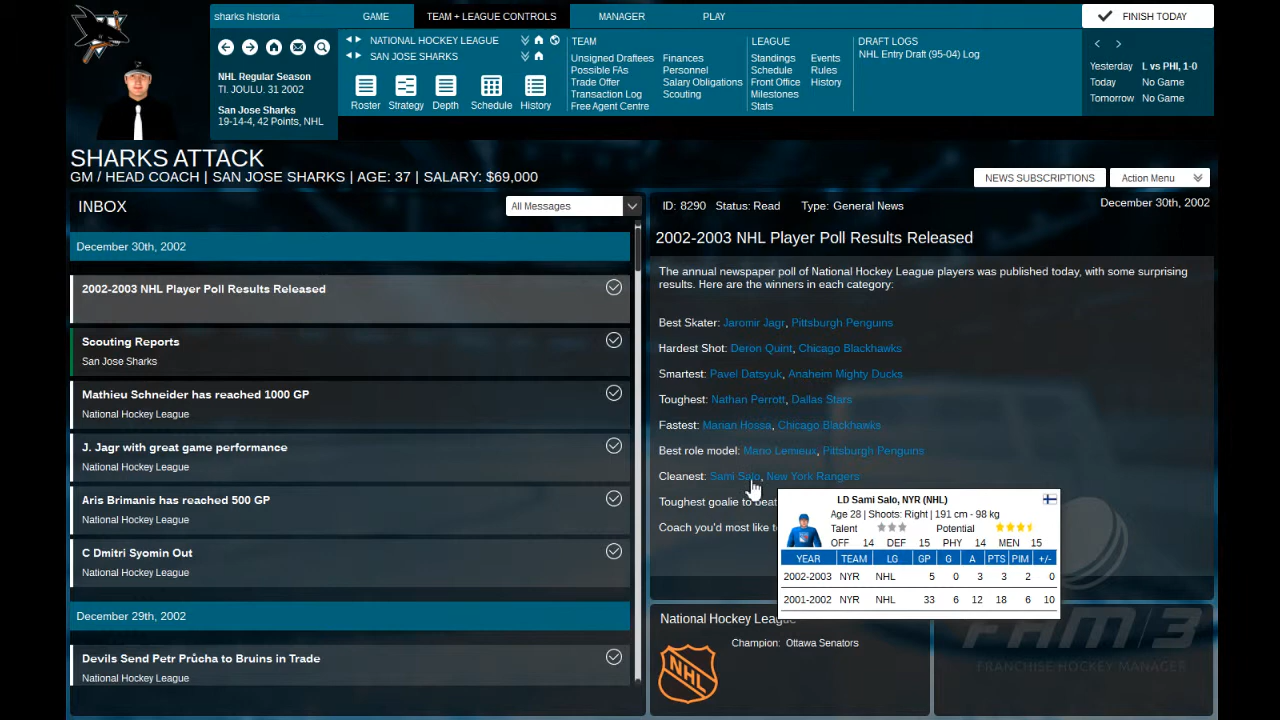 sharks historia
GAME
TEAM + LEAGUE CONTROLS
MANAGER
PLAY
FINISH TODAY
NHL Regular Season
TI. JOULU. 31 2002
San Jose Sharks
19-14-4, 42 Points, NHL
NATIONAL HOCKEY LEAGUE
SAN JOSE SHARKS
Roster
Strategy
Depth
Schedule
History
TEAM
Unsigned Draftees
Possible FAs
Trade Offer
Transaction Log
Free Agent Centre
Finances
Personnel
Salary Obligations
Scouting
LEAGUE
Standings
Schedule
Front Office
Milestones
Stats
Events
Rules
History
DRAFT LOGS
NHL Entry Draft (95-04) Log
Yesterday L vs PHI, 1-0
Today No Game
Tomorrow No Game
SHARKS ATTACK
GM / HEAD COACH | SAN JOSE SHARKS | AGE: 37 | SALARY: $69,000
NEWS SUBSCRIPTIONS
Action Menu
INBOX
All Messages
December 30th, 2002
2002-2003 NHL Player Poll Results Released
Scouting Reports
San Jose Sharks
Mathieu Schneider has reached 1000 GP
National Hockey League
J. Jagr with great game performance
National Hockey League
Aris Brimanis has reached 500 GP
National Hockey League
C Dmitri Syomin Out
National Hockey League
December 29th, 2002
Devils Send Petr Průcha to Bruins in Trade
National Hockey League
ID: 8290 Status: Read Type: General News
December 30th, 2002
2002-2003 NHL Player Poll Results Released
The annual newspaper poll of National Hockey League players was published today, with some surprising
results. Here are the winners in each category:
Best Skater: Jaromir Jagr, Pittsburgh Penguins
Hardest Shot: Deron Quint, Chicago Blackhawks
Smartest: Pavel Datsyuk, Anaheim Mighty Ducks
Toughest: Nathan Perrott, Dallas Stars
Fastest: Marian Hossa, Chicago Blackhawks
Best role model: Mario Lemieux, Pittsburgh Penguins
Cleanest: Sami Salo, New York Rangers
Toughest goalie to beat
Coach you'd most like t
LD Sami Salo, NYR (NHL)
Age 28 | Shoots: Right | 191 cm - 98 kg
Talent Potential
OFF 14 DEF 15 PHY 14 MEN 15
YEAR TEAM LG GP G A PTS PIM +/-
2002-2003 NYR NHL 5 0 3 3 2 0
2001-2002 NYR NHL 33 6 12 18 6 10
National Hockey League
Champion: Ottawa Senators
NHL
FHM|3
FRANCHISE HOCKEY MANAGER